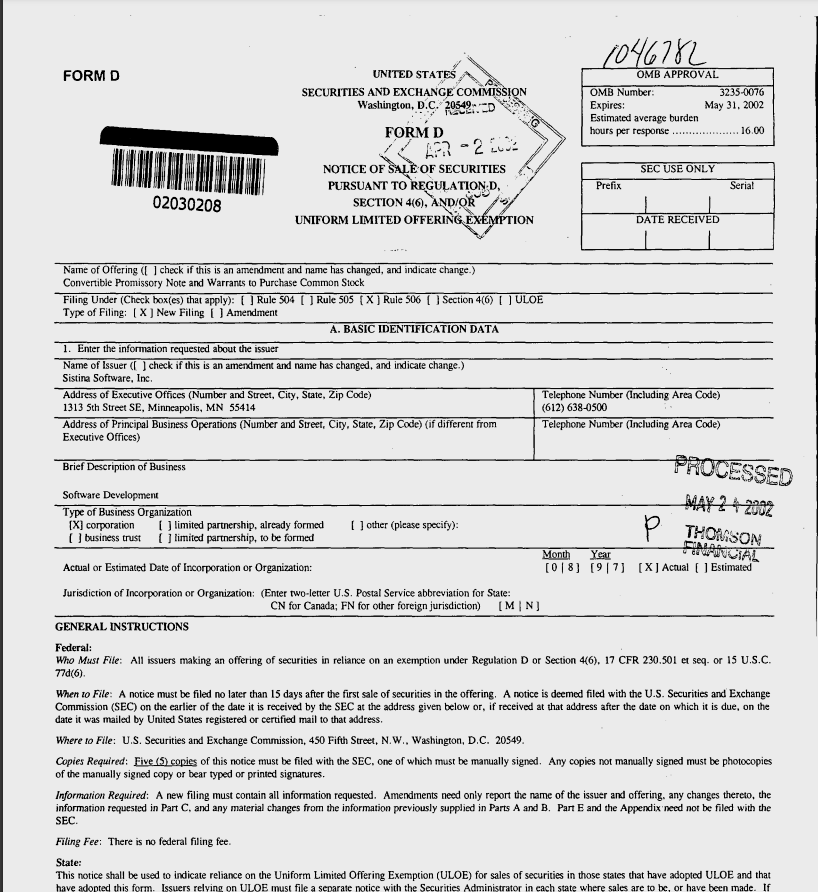 1046782
FORM D
UNITED STATES
SECURITIES AND EXCHANGE COMMISSION
Washington, D.C. 20549
RECEIVED
FORM D
APR - 2 2002
NOTICE OF SALE OF SECURITIES
PURSUANT TO REGULATION D,
SECTION 4(6), AND/OR
UNIFORM LIMITED OFFERING EXEMPTION
02030208
OMB APPROVAL
OMB Number: 3235-0076
Expires: May 31, 2002
Estimated average burden
hours per response ....................16.00
SEC USE ONLY
Prefix Serial
DATE RECEIVED
Name of Offering ([ ] check if this is an amendment and name has changed, and indicate change.)
Convertible Promissory Note and Warrants to Purchase Common Stock
Filing Under (Check box(es) that apply): [ ] Rule 504 [ ] Rule 505 [ X ] Rule 506 [ ] Section 4(6) [ ] ULOE
Type of Filing: [ X ] New Filing [ ] Amendment
A. BASIC IDENTIFICATION DATA
1. Enter the information requested about the issuer
Name of Issuer ([ ] check if this is an amendment and name has changed, and indicate change.)
Sistina Software, Inc.
Address of Executive Offices (Number and Street, City, State, Zip Code) Telephone Number (Including Area Code)
1313 5th Street SE, Minneapolis, MN 55414 (612) 638-0500
Address of Principal Business Operations (Number and Street, City, State, Zip Code) (if different from Telephone Number (Including Area Code)
Executive Offices)
Brief Description of Business
PROCESSED
Software Development
MAY 24 2002
Type of Business Organization
[X] corporation [ ] limited partnership, already formed [ ] other (please specify):
[ ] business trust [ ] limited partnership, to be formed
P
THOMSON
FINANCIAL
Month Year
Actual or Estimated Date of Incorporation or Organization: [ 0 | 8 ] [ 9 | 7 ] [ X ] Actual [ ] Estimated
Jurisdiction of Incorporation or Organization: (Enter two-letter U.S. Postal Service abbreviation for State:
CN for Canada; FN for other foreign jurisdiction) [ M | N ]
GENERAL INSTRUCTIONS
Federal:
Who Must File: All issuers making an offering of securities in reliance on an exemption under Regulation D or Section 4(6), 17 CFR 230.501 et seq. or 15 U.S.C.
77d(6).
When to File: A notice must be filed no later than 15 days after the first sale of securities in the offering. A notice is deemed filed with the U.S. Securities and Exchange
Commission (SEC) on the earlier of the date it is received by the SEC at the address given below or, if received at that address after the date on which it is due, on the
date it was mailed by United States registered or certified mail to that address.
Where to File: U.S. Securities and Exchange Commission, 450 Fifth Street, N.W., Washington, D.C. 20549.
Copies Required: Five (5) copies of this notice must be filed with the SEC, one of which must be manually signed. Any copies not manually signed must be photocopies
of the manually signed copy or bear typed or printed signatures.
Information Required: A new filing must contain all information requested. Amendments need only report the name of the issuer and offering, any changes thereto, the
information requested in Part C, and any material changes from the information previously supplied in Parts A and B. Part E and the Appendix need not be filed with the
SEC.
Filing Fee: There is no federal filing fee.
State:
This notice shall be used to indicate reliance on the Uniform Limited Offering Exemption (ULOE) for sales of securities in those states that have adopted ULOE and that
have adopted this form. Issuers relying on ULOE must file a separate notice with the Securities Administrator in each state where sales are to be, or have been made. If